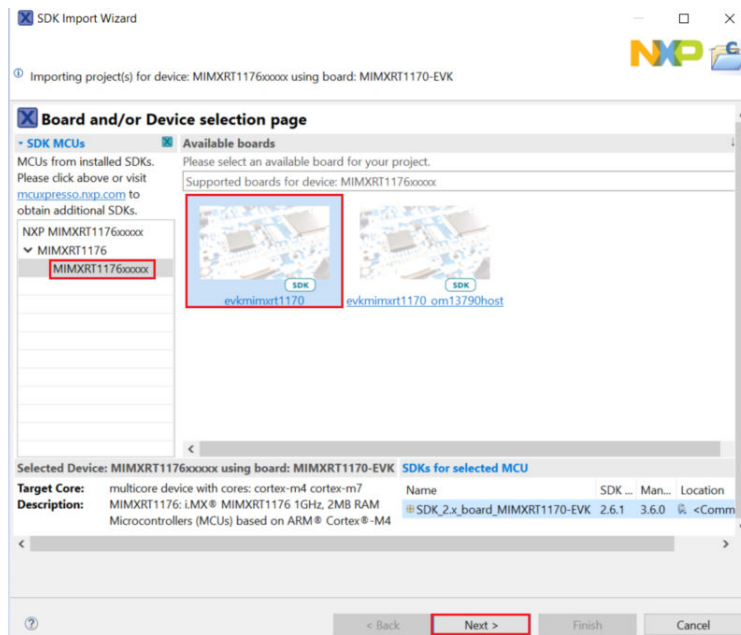 SDK Import Wizard
NXP
Importing project(s) for device: MIMXRT1176xxxxx using board: MIMXRT1170-EVK
Board and/or Device selection page
SDK MCUs
MCUs from installed SDKs.
Please click above or visit
mcuxpresso.nxp.com to
obtain additional SDKs.
NXP MIMXRT1176xxxxx
MIMXRT1176
MIMXRT1176xxxxx
Available boards
Please select an available board for your project.
Supported boards for device: MIMXRT1176xxxxx
SDK
evkmimxrt1170
SDK
evkmimxrt1170_om13790host
Selected Device: MIMXRT1176xxxxx using board: MIMXRT1170-EVK
Target Core: multicore device with cores: cortex-m4 cortex-m7
Description: MIMXRT1176: i.MX® MIMXRT1176 1GHz, 2MB RAM
Microcontrollers (MCUs) based on ARM® Cortex®-M4
SDKs for selected MCU
Name SDK ... Man... Location
SDK_2.x_board_MIMXRT1170-EVK 2.6.1 3.6.0 <Comm
< Back Next > Finish Cancel